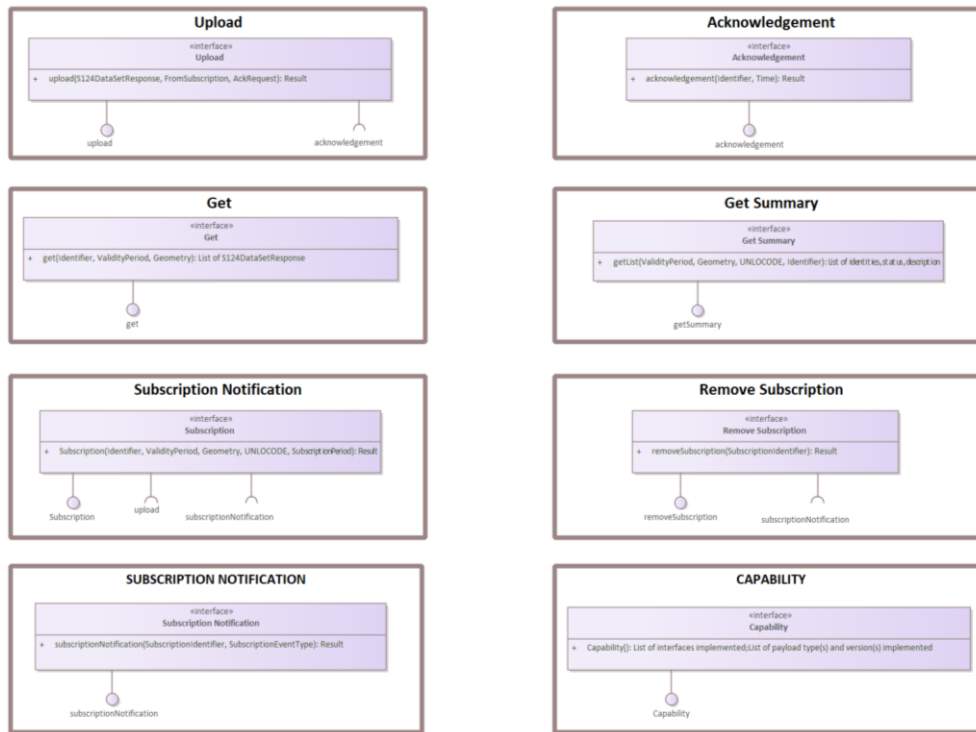 Upload
«interface»
Upload
+ upload(S124DataSetResponse, FromSubscription, AckRequest): Result
upload
acknowledgement
Acknowledgement
«interface»
Acknowledgement
+ acknowledgement(Identifier, Time): Result
acknowledgement
Get
«interface»
Get
+ get(Identifier, ValidityPeriod, Geometry): List of S124DataSetResponse
get
Get Summary
«interface»
Get Summary
+ getList(ValidityPeriod, Geometry, UNLOCODE, Identifier): List of identities,status,description
getSummary
Subscription Notification
«interface»
Subscription
+ Subscription(Identifier, ValidityPeriod, Geometry, UNLOCODE, SubscriptionPeriod): Result
Subscription
upload
subscriptionNotification
Remove Subscription
«interface»
Remove Subscription
+ removeSubscription(SubscriptionIdentifier): Result
removeSubscription
subscriptionNotification
SUBSCRIPTION NOTIFICATION
«interface»
Subscription Notification
+ subscriptionNotification(SubscriptionIdentifier, SubscriptionEventType): Result
subscriptionNotification
CAPABILITY
«interface»
Capability
+ Capability(): List of interfaces implemented;List of payload type(s) and version(s) implemented
Capability